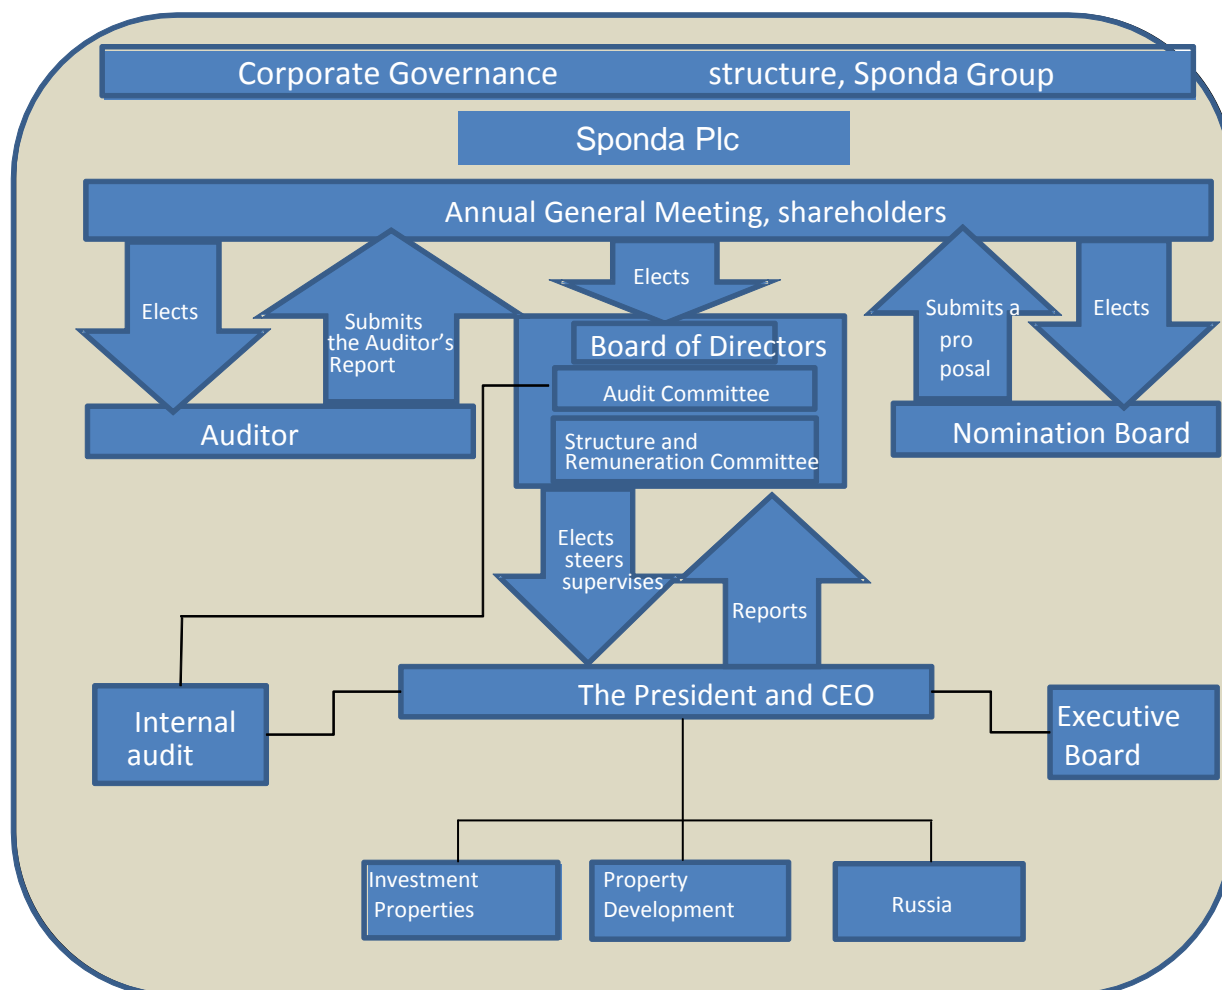 Corporate Governance structure, Sponda Group
Sponda Plc
Annual General Meeting, shareholders
Elects
Submits
the Auditor's
Report
Elects
Submits a
pro
posal
Elects
Board of Directors
Audit Committee
Structure and
Remuneration Committee
Auditor
Nomination Board
Elects
steers
supervises
Reports
The President and CEO
Internal
audit
Executive
Board
Investment
Properties
Property
Development
Russia